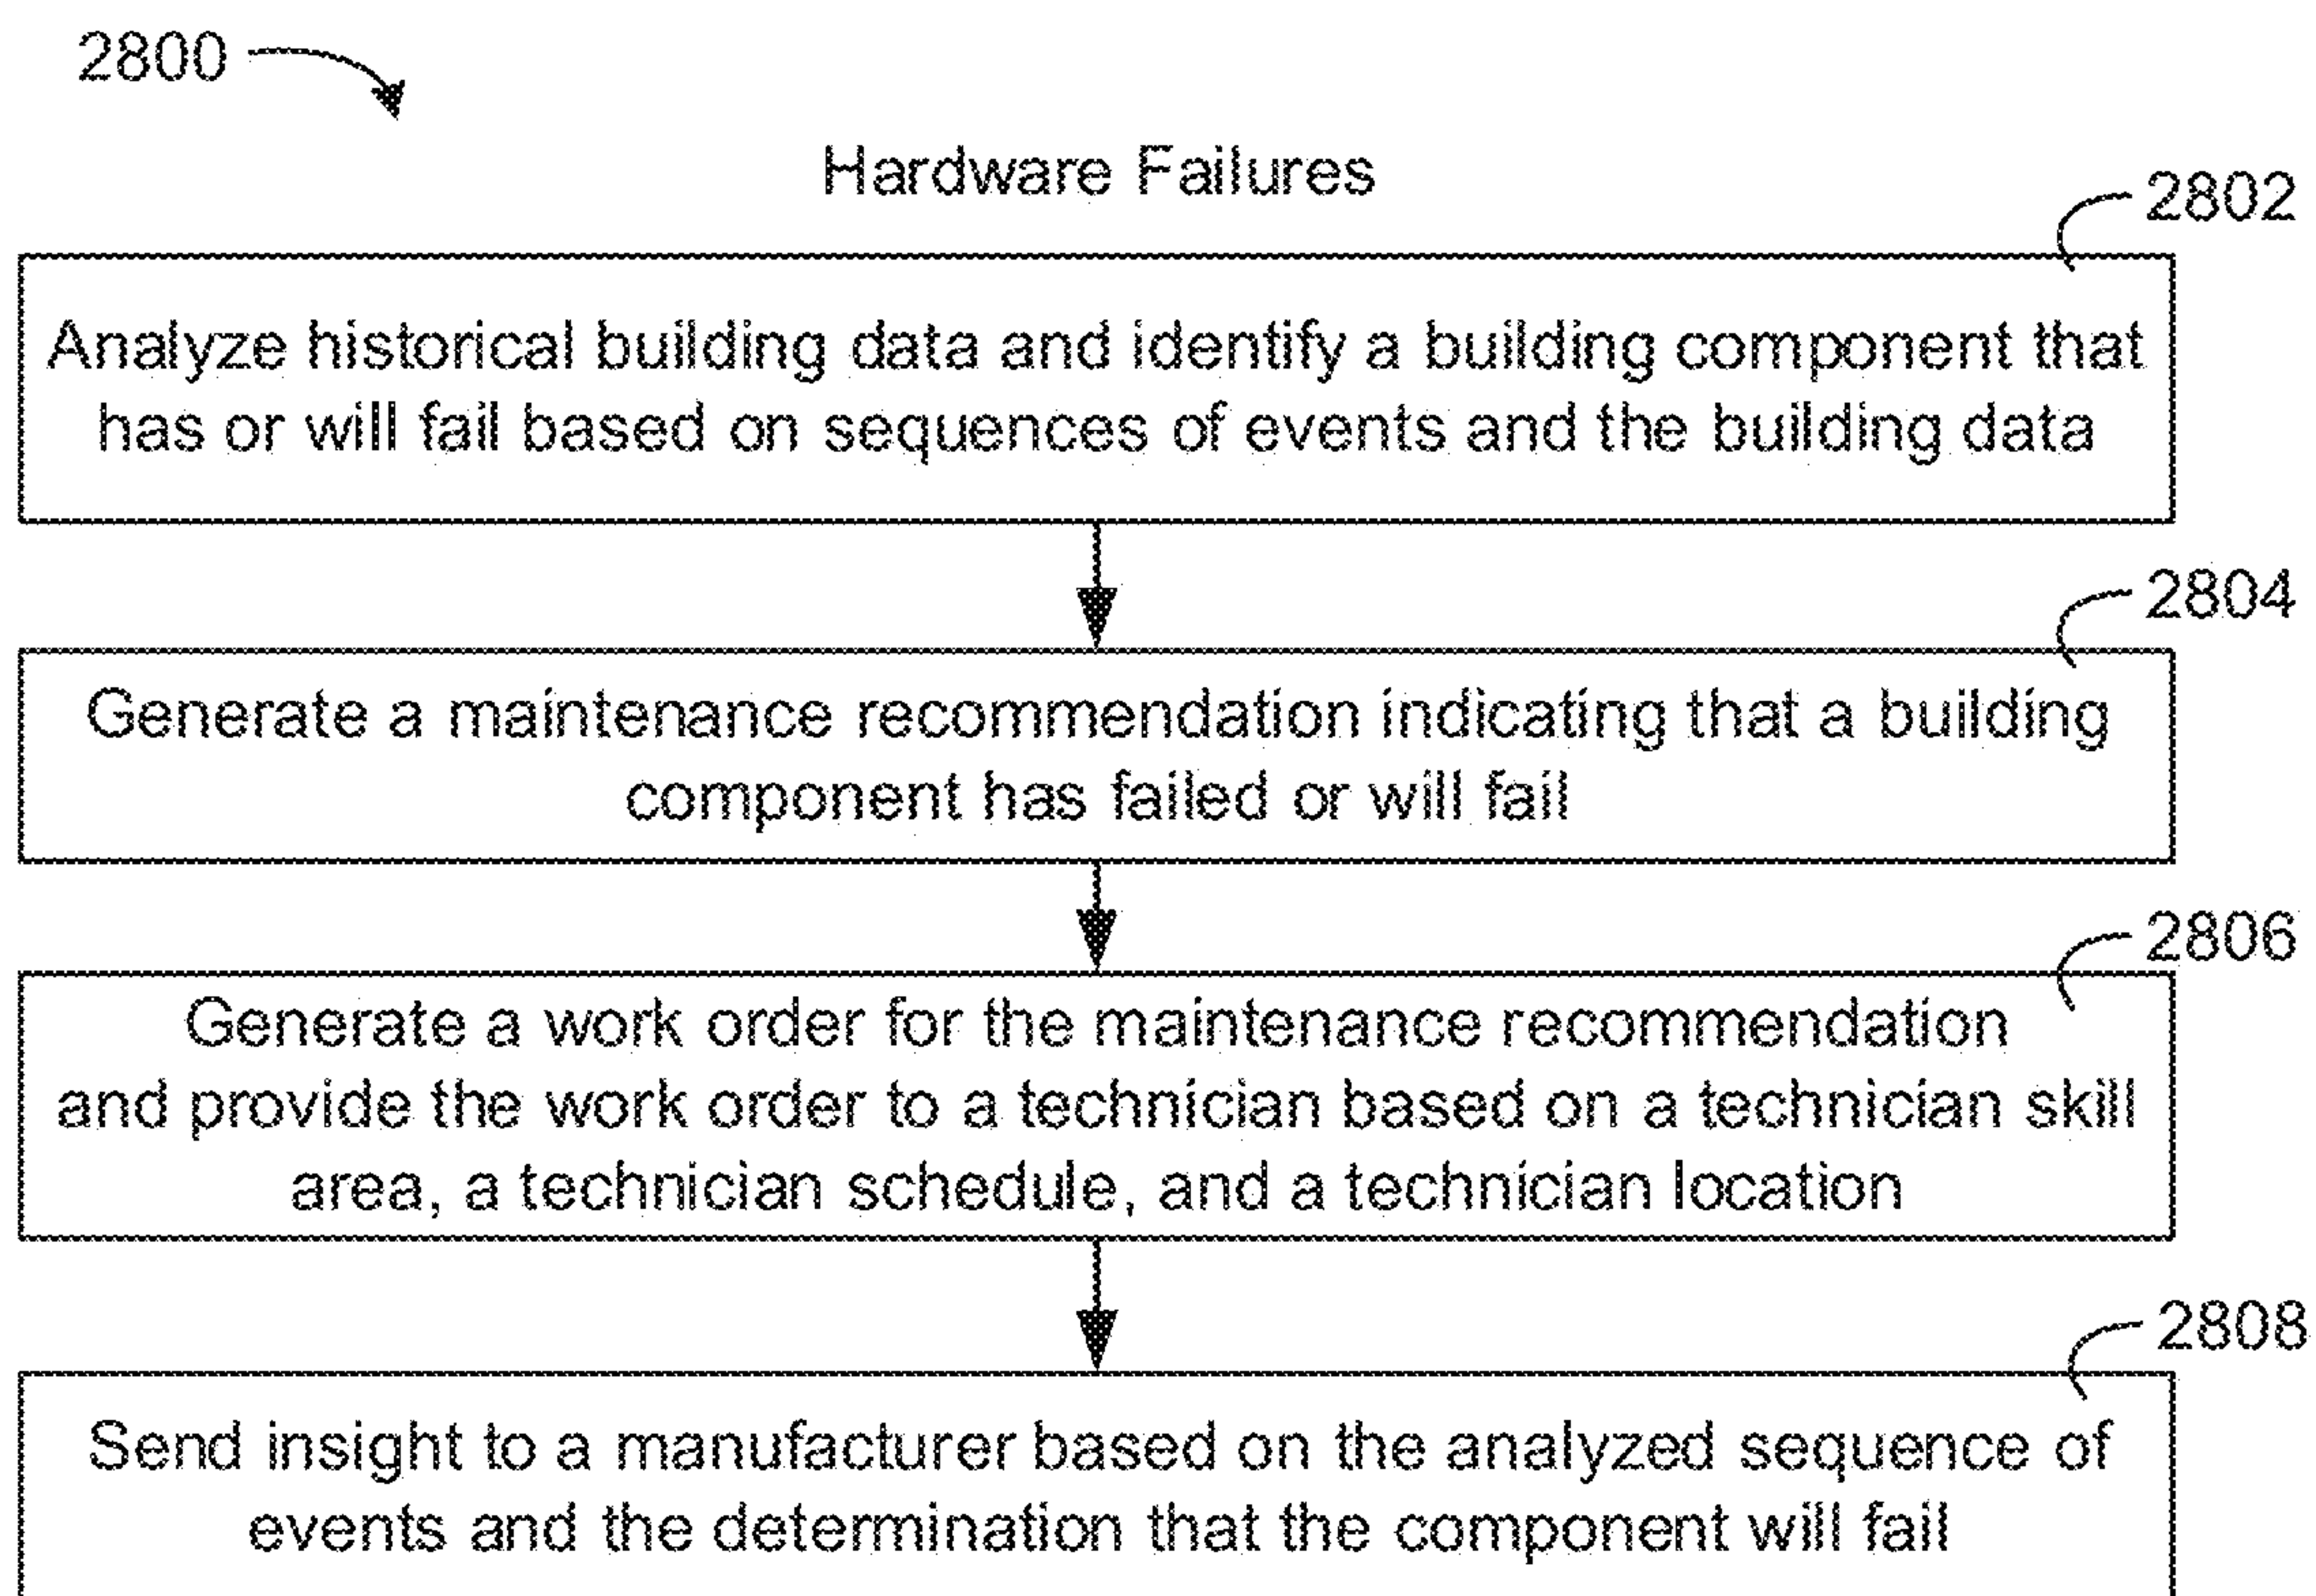 2800
Hardware Failures
2802
Analyze historical building data and identify a building component that
has or will fail based on sequences of events and the building data
2804
Generate a maintenance recommendation indicating that a building
component has failed or will fail
2806
Generate a work order for the maintenance recommendation
and provide the work order to a technician based on a technician skill
area, a technician schedule, and a technician location
2808
Send insight to a manufacturer based on the analyzed sequence of
events and the determination that the component will fail